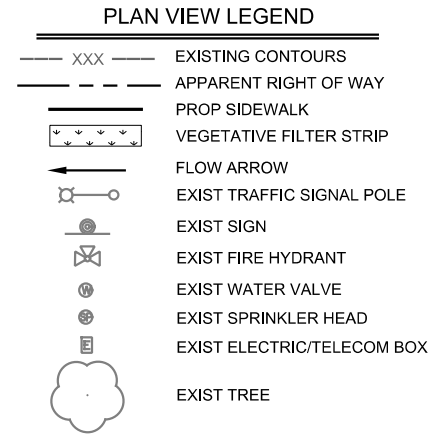 PLAN VIEW LEGEND
XXX EXISTING CONTOURS
APPARENT RIGHT OF WAY
PROP SIDEWALK
VEGETATIVE FILTER STRIP
FLOW ARROW
EXIST TRAFFIC SIGNAL POLE
EXIST SIGN
EXIST FIRE HYDRANT
W EXIST WATER VALVE
SP EXIST SPRINKLER HEAD
E EXIST ELECTRIC/TELECOM BOX
EXIST TREE